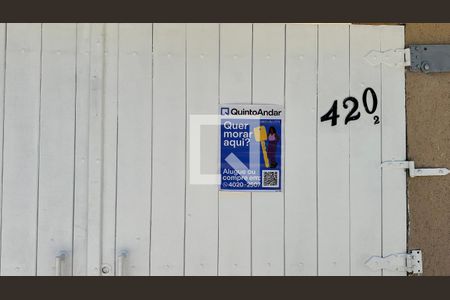 QuintoAndar
Quer
morar
aqui?
Alugue ou
compre em:
4020-2507
420
2